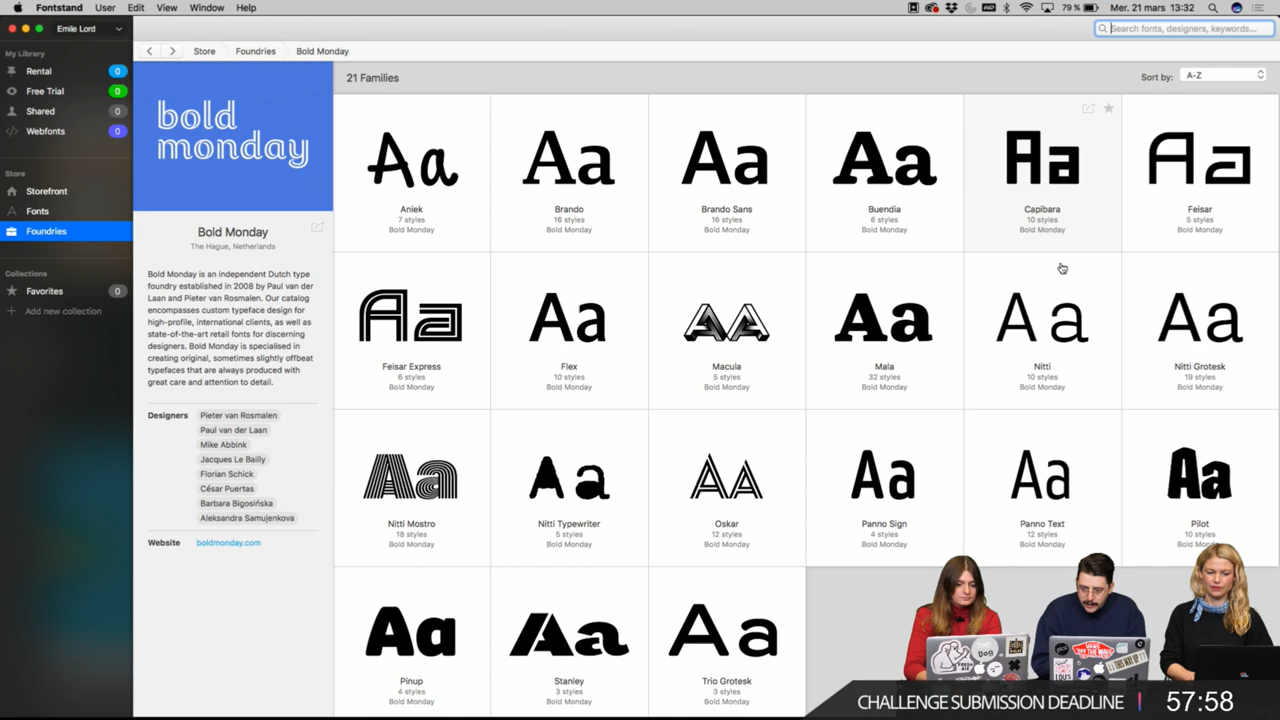 Fontstand User Edit View Window Help
79 % Mer. 21 mars 13:32
Emile Lord
Search fonts, designers, keywords...
My Library
Rental 0
Free Trial 0
Shared 0
Webfonts 0
Store
Storefront
Fonts
Foundries
Collections
Favorites 0
Add new collection
Store Foundries Bold Monday
bold
monday
Bold Monday
The Hague, Netherlands
Bold Monday is an independent Dutch type
foundry established in 2008 by Paul van der
Laan and Pieter van Rosmalen. Our catalog
encompasses custom typeface design for
high-profile, international clients, as well as
state-of-the-art retail fonts for discerning
designers. Bold Monday is specialised in
creating original, sometimes slightly offbeat
typefaces that are always produced with
great care and attention to detail.
Designers
Pieter van Rosmalen
Paul van der Laan
Mike Abbink
Jacques Le Bailly
Florian Schick
César Puertas
Barbara Bigosińska
Aleksandra Samuļenkova
Website boldmonday.com
21 Families
Sort by: A-Z
Aa
Aniek
7 styles
Bold Monday
Aa
Brando
16 styles
Bold Monday
Aa
Brando Sans
16 styles
Bold Monday
Aa
Buendia
6 styles
Bold Monday
Aa
Capibara
10 styles
Bold Monday
Aa
Feisar
5 styles
Bold Monday
Aa
Feisar Express
6 styles
Bold Monday
Aa
Flex
10 styles
Bold Monday
AA
Macula
5 styles
Bold Monday
Aa
Mala
32 styles
Bold Monday
Aa
Nitti
10 styles
Bold Monday
Aa
Nitti Grotesk
19 styles
Bold Monday
Aa
Nitti Mostro
18 styles
Bold Monday
Aa
Nitti Typewriter
5 styles
Bold Monday
AA
Oskar
12 styles
Bold Monday
Aa
Panno Sign
4 styles
Bold Monday
Aa
Panno Text
12 styles
Bold Monday
Aa
Pilot
10 styles
Bold Monday
Aa
Pinup
4 styles
Bold Monday
Aa
Stanley
3 styles
Bold Monday
Aa
Trio Grotesk
3 styles
Bold Monday
VANS
"OFF THE WALL"
THIS WAY UP
CHALLENGE SUBMISSION DEADLINE 57:58